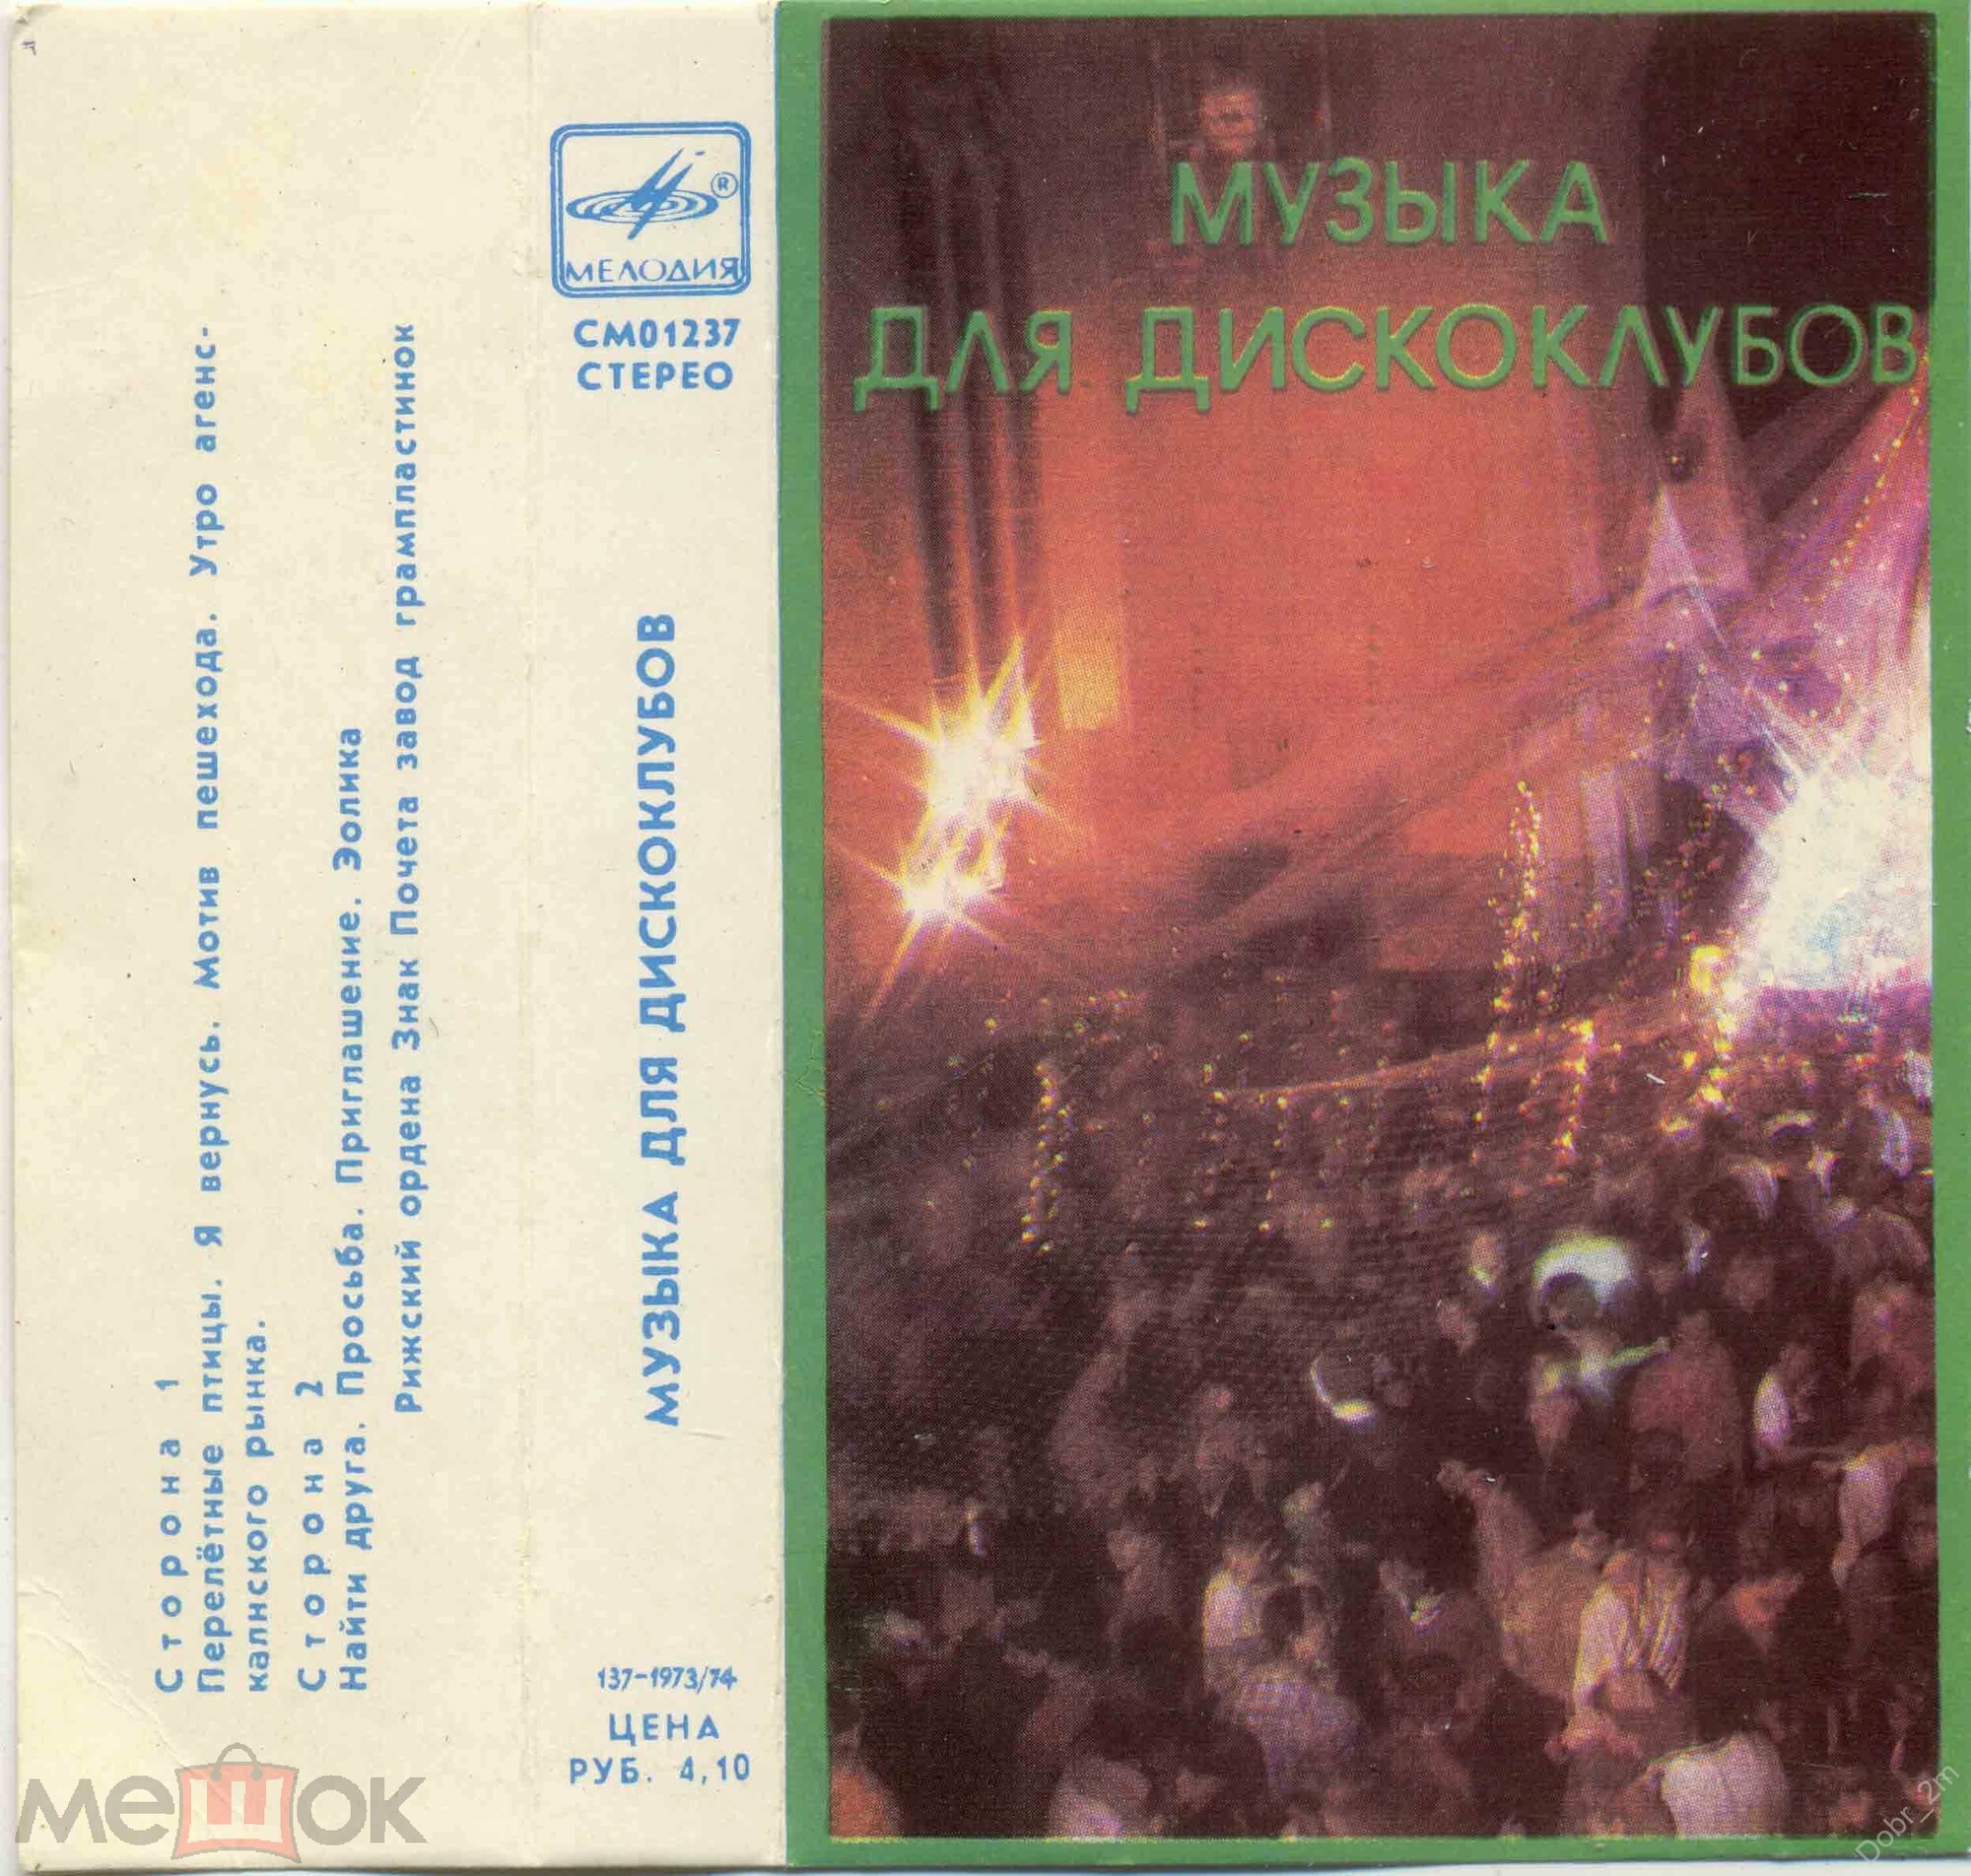 Сторона 1
Перелётные птицы. Я вернусь. Мотив пешехода. Утро агенс-
калнского рынка.
Сторона 2
Найти друга. Просьба. Приглашение. Эолика
Рижский ордена Знак Почета завод грампластинок
®
МЕЛОДИЯ
СМ01237
СТЕРЕО
МУЗЫКА ДЛЯ ДИСКОКЛУБОВ
137-1973/74
ЦЕНА
РУБ. 4,10
МУЗЫКА
ДЛЯ ДИСКОКЛУБОВ
мешок
Dobr_2m